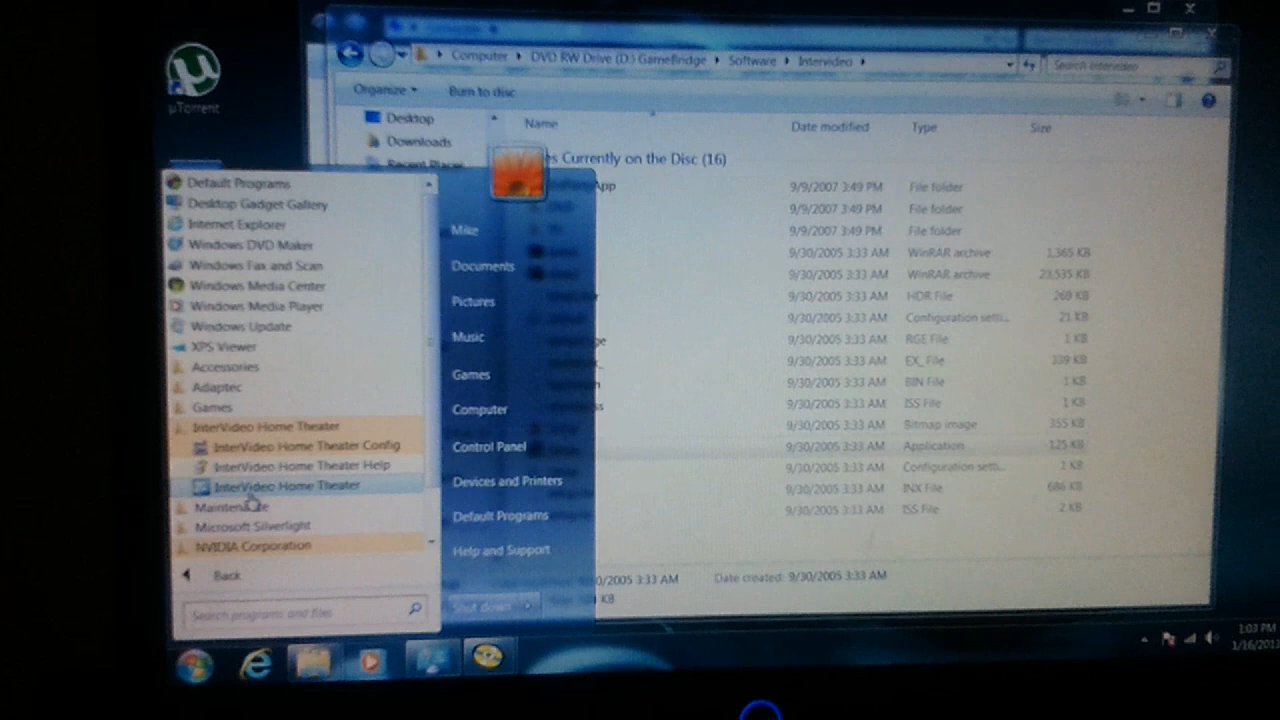 µTorrent
Computer ▸ DVD RW Drive (D:) GameBridge ▸ Software ▸ Intervideo ▸
Search Intervideo
Organize
Burn to disc
Desktop
Downloads
Recent Places
Name
Date modified
Type
Size
es Currently on the Disc (16)
App
9/9/2007 3:49 PM File folder
9/9/2007 3:49 PM File folder
9/9/2007 3:49 PM File folder
9/30/2005 3:33 AM WinRAR archive 1,365 KB
9/30/2005 3:33 AM WinRAR archive 23,535 KB
9/30/2005 3:33 AM HDR File 269 KB
9/30/2005 3:33 AM Configuration setti... 21 KB
9/30/2005 3:33 AM RGE File 1 KB
9/30/2005 3:33 AM EX_ File 339 KB
9/30/2005 3:33 AM BIN File 1 KB
9/30/2005 3:33 AM ISS File 1 KB
9/30/2005 3:33 AM Bitmap image 355 KB
9/30/2005 3:33 AM Application 125 KB
9/30/2005 3:33 AM Configuration setti... 1 KB
9/30/2005 3:33 AM INX File 686 KB
9/30/2005 3:33 AM ISS File 2 KB
0/2005 3:33 AM
Date created: 9/30/2005 3:33 AM
KB
Default Programs
Desktop Gadget Gallery
Internet Explorer
Windows DVD Maker
Windows Fax and Scan
Windows Media Center
Windows Media Player
Windows Update
XPS Viewer
Accessories
Adaptec
Games
InterVideo Home Theater
InterVideo Home Theater Config
InterVideo Home Theater Help
InterVideo Home Theater
Maintenance
Microsoft Silverlight
NVIDIA Corporation
Back
Search programs and files
Mike
Documents
Pictures
Music
Games
Computer
Control Panel
Devices and Printers
Default Programs
Help and Support
Shut down
1:03 PM
1/16/201